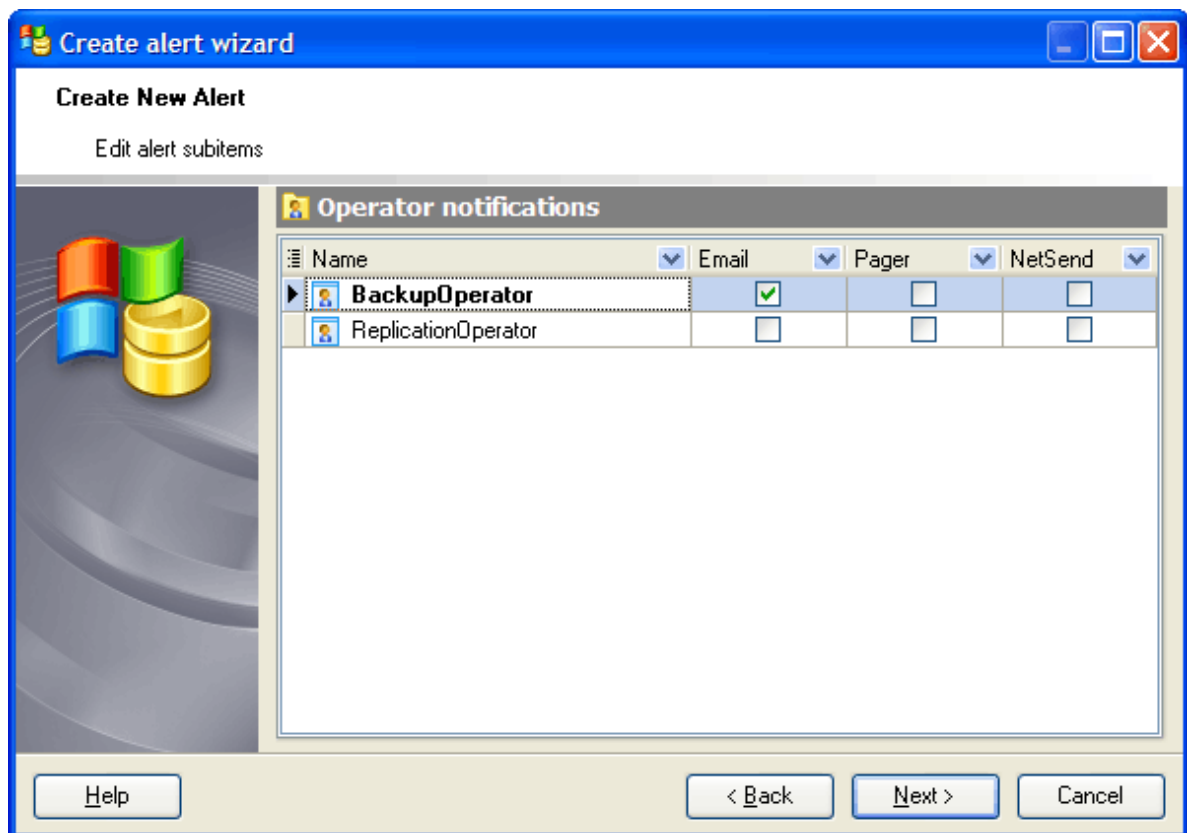 Create alert wizard
Create New Alert
Edit alert subitems
Operator notifications
Name Email Pager NetSend
BackupOperator
ReplicationOperator
Help < Back Next > Cancel